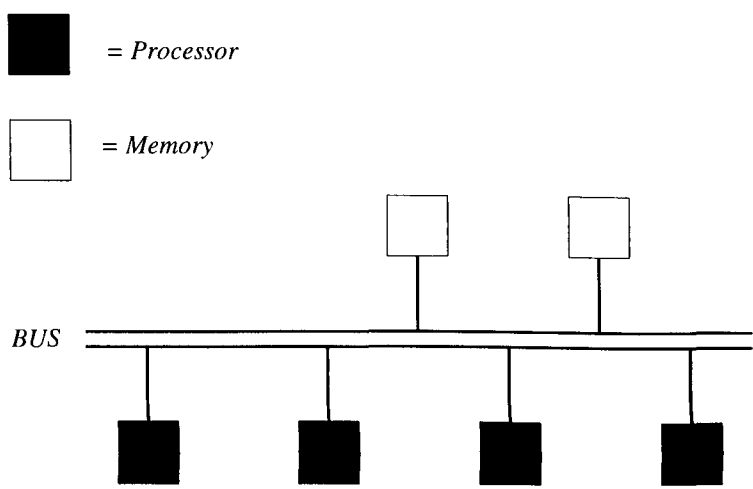 = Processor
= Memory
BUS